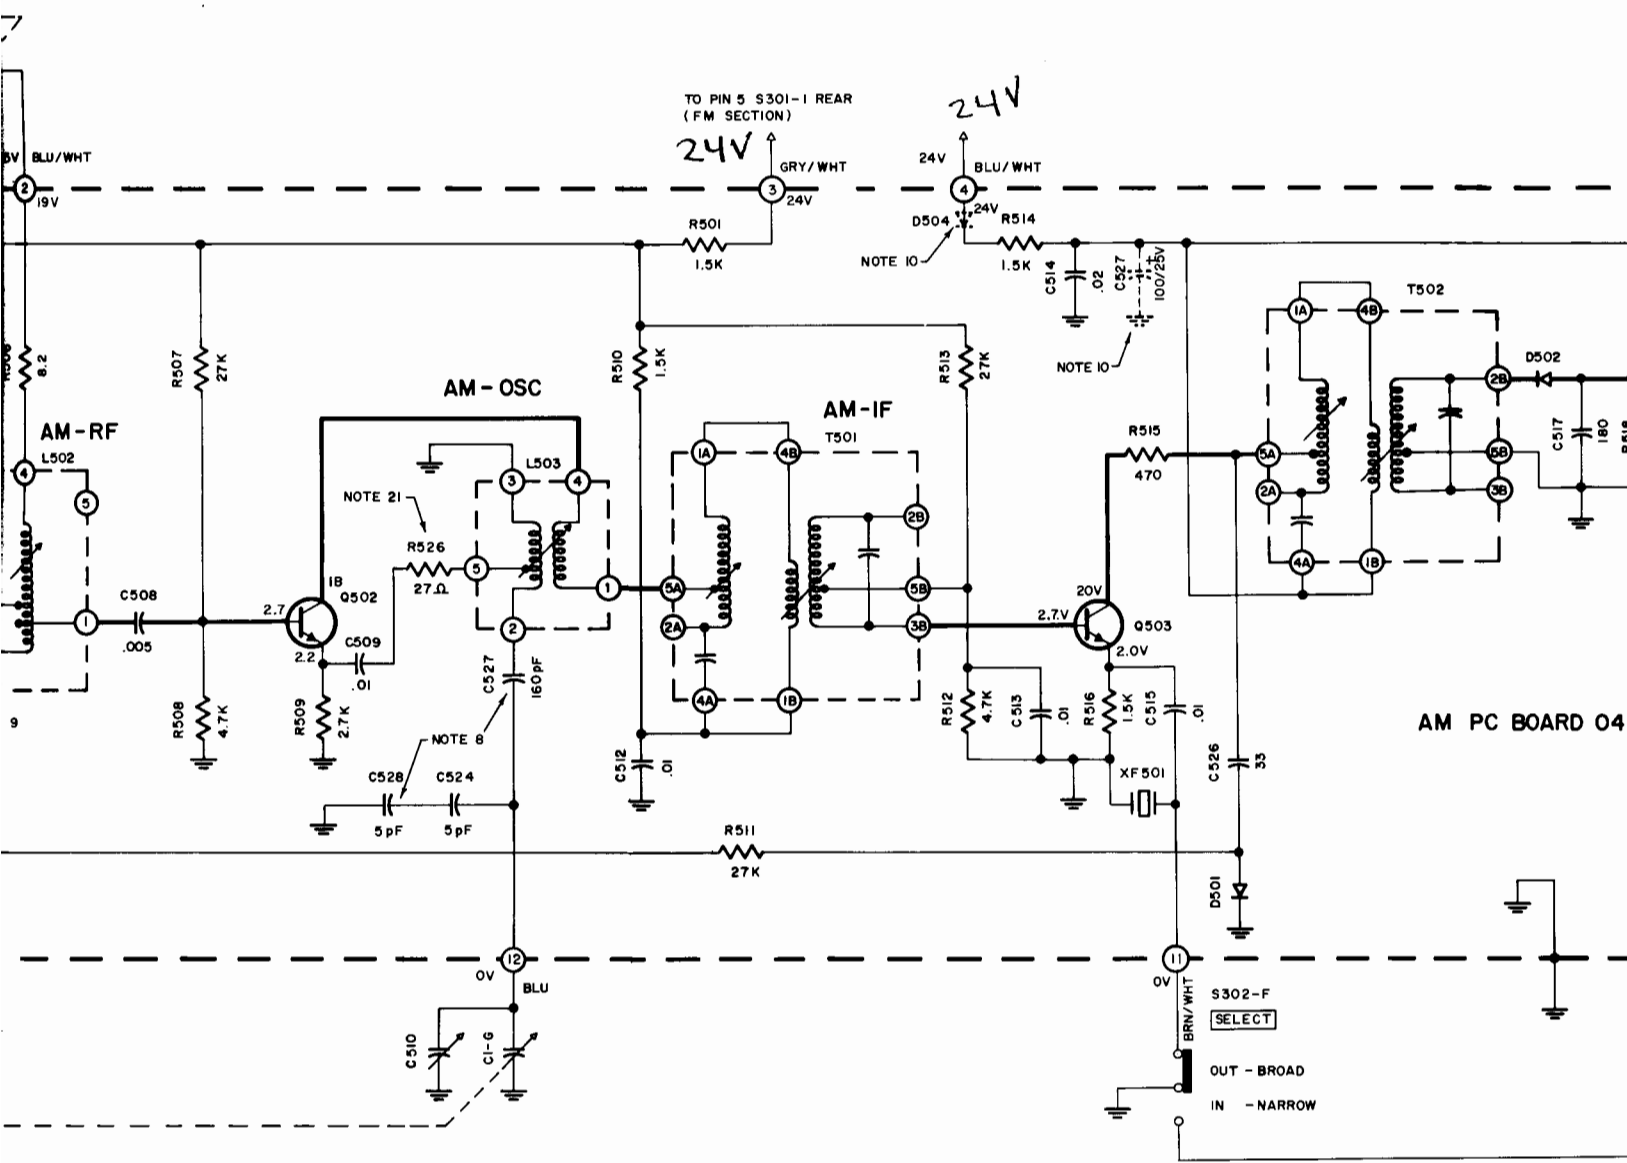 TO PIN 5 S301-1 REAR
(FM SECTION)
24V
24V
24V
BLU/WHT
GRY/WHT
BLU/WHT
2
3
4
19V
24V
24V
D504
R514
R501
1.5K
1.5K
NOTE 10
C514
.02
C527
+
100/25V
NOTE 10
T502
1A
4B
R507
27K
8.2
R510
1.5K
R513
27K
D502
2B
AM-OSC
AM-IF
AM-RF
L502
T501
R515
470
C517
180
4
5
3
L503
4
1A
4B
5A
2A
5B
3B
NOTE 21
R526
27Ω
5
2B
4A
1B
18
Q502
2.7
2.2
C508
.005
1
C509
.01
1
5A
2A
5B
3B
20V
2.7.V
Q503
2.0V
2
C527
160pF
4A
1B
R508
4.7K
R509
2.7K
NOTE 8
C512
.01
R512
4.7K
C513
.01
R516
1.5K
C515
.01
C526
33
AM PC BOARD 04
9
C528
C524
5pF
5pF
XF501
R511
27K
D501
12
0V
BLU
11
0V
BRN/WHT
S302-F
SELECT
C510
C1-G
OUT - BROAD
IN - NARROW